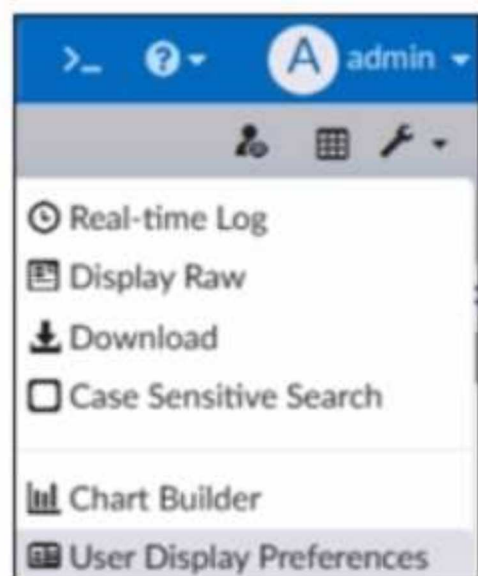 >_ ? A admin
Real-time Log
Display Raw
Download
Case Sensitive Search
Chart Builder
User Display Preferences